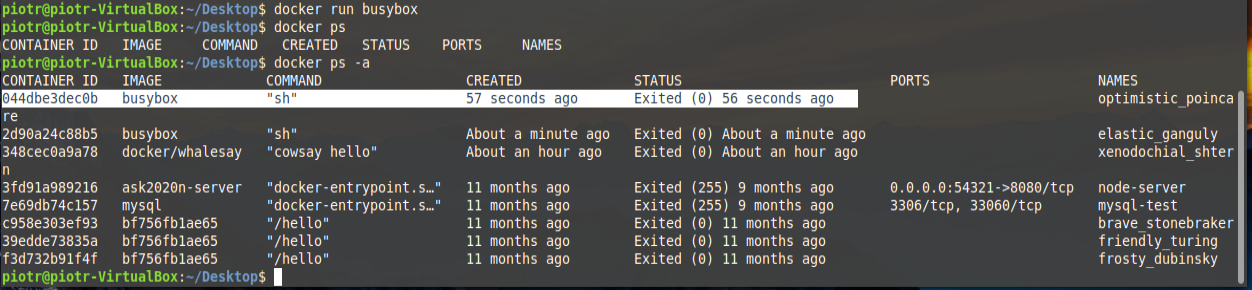 piotr@piotr-VirtualBox:~/Desktop$ docker run busybox
piotr@piotr-VirtualBox:~/Desktop$ docker ps
CONTAINER ID   IMAGE     COMMAND   CREATED   STATUS    PORTS     NAMES
piotr@piotr-VirtualBox:~/Desktop$ docker ps -a
CONTAINER ID   IMAGE             COMMAND                  CREATED              STATUS                          PORTS                     NAMES
044dbe3dec0b   busybox           "sh"                     57 seconds ago       Exited (0) 56 seconds ago                                 optimistic_poinca
re
2d90a24c88b5   busybox           "sh"                     About a minute ago   Exited (0) About a minute ago                             elastic_ganguly
348cec0a9a78   docker/whalesay   "cowsay hello"           About an hour ago    Exited (0) About an hour ago                              xenodochial_shter
n
3fd91a989216   ask2020n-server   "docker-entrypoint.s…"   11 months ago        Exited (255) 9 months ago       0.0.0.0:54321->8080/tcp   node-server
7e69db74c157   mysql             "docker-entrypoint.s…"   11 months ago        Exited (255) 9 months ago       3306/tcp, 33060/tcp       mysql-test
c958e303ef93   bf756fb1ae65      "/hello"                 11 months ago        Exited (0) 11 months ago                                  brave_stonebraker
39edde73835a   bf756fb1ae65      "/hello"                 11 months ago        Exited (0) 11 months ago                                  friendly_turing
f3d732b91f4f   bf756fb1ae65      "/hello"                 11 months ago        Exited (0) 11 months ago                                  frosty_dubinsky
piotr@piotr-VirtualBox:~/Desktop$